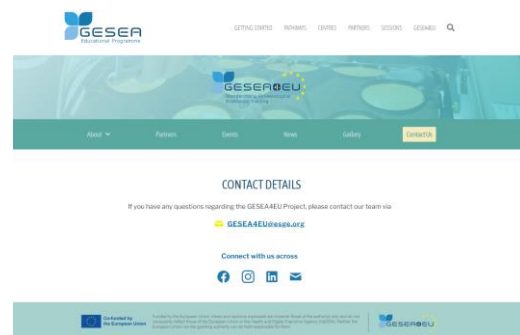 GESEA
Educational Programme
GETTING STARTED PATHWAYS CENTRES PARTNERS SESSIONS GESEA4EU
GESEA4EU
About Partners Events News Gallery Contact Us
CONTACT DETAILS
If you have any questions regarding the GESEA4EU Project, please contact our team via
GESEA4EU@esge.org
Connect with us across
Co-funded by
the European Union
GESEA4EU